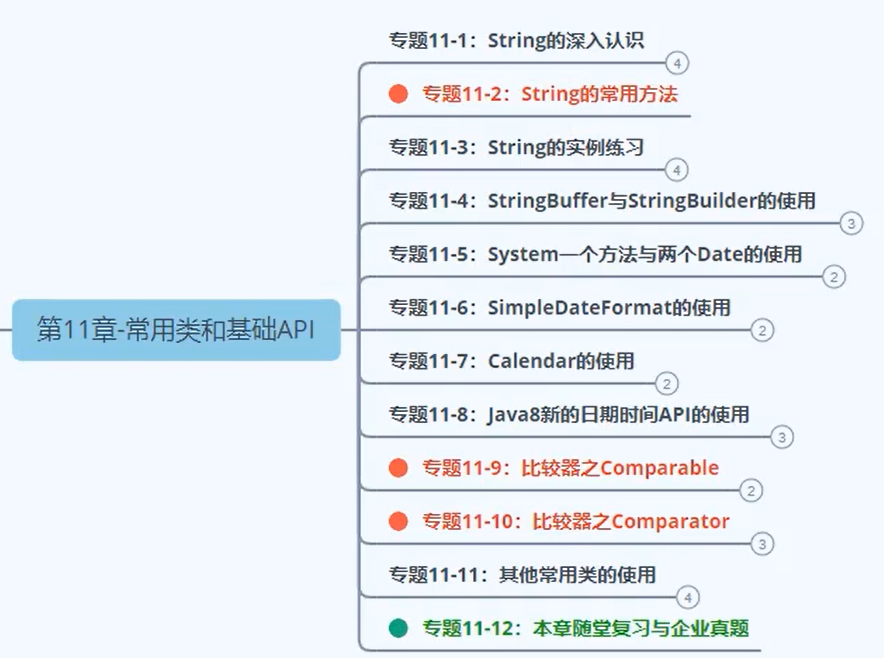 专题11-1：String的深入认识
4
专题11-2：String的常用方法
专题11-3：String的实例练习
4
专题11-4：StringBuffer与StringBuilder的使用
3
专题11-5：System一个方法与两个Date的使用
2
第11章-常用类和基础API
专题11-6：SimpleDateFormat的使用
2
专题11-7：Calendar的使用
2
专题11-8：Java8新的日期时间API的使用
3
专题11-9：比较器之Comparable
2
专题11-10：比较器之Comparator
3
专题11-11：其他常用类的使用
4
专题11-12：本章随堂复习与企业真题